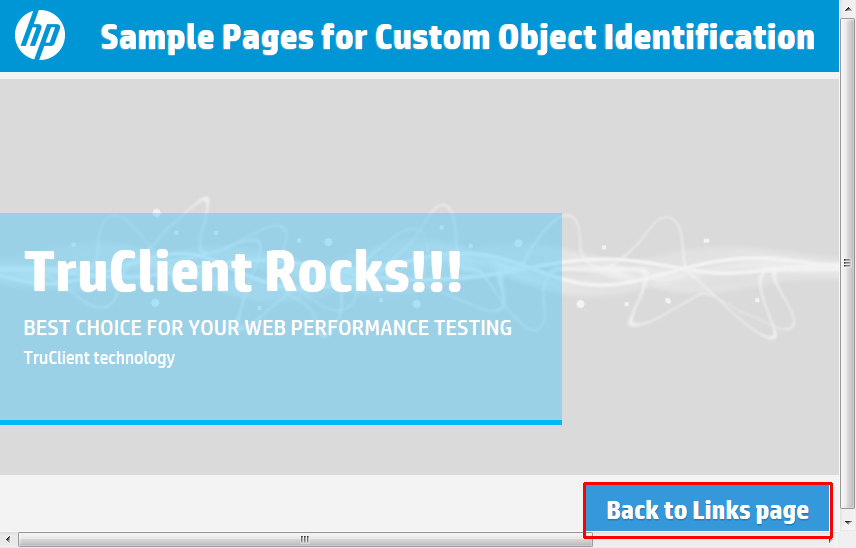 hp
Sample Pages for Custom Object Identification
TruClient Rocks!!!
BEST CHOICE FOR YOUR WEB PERFORMANCE TESTING
TruClient technology
Back to Links page